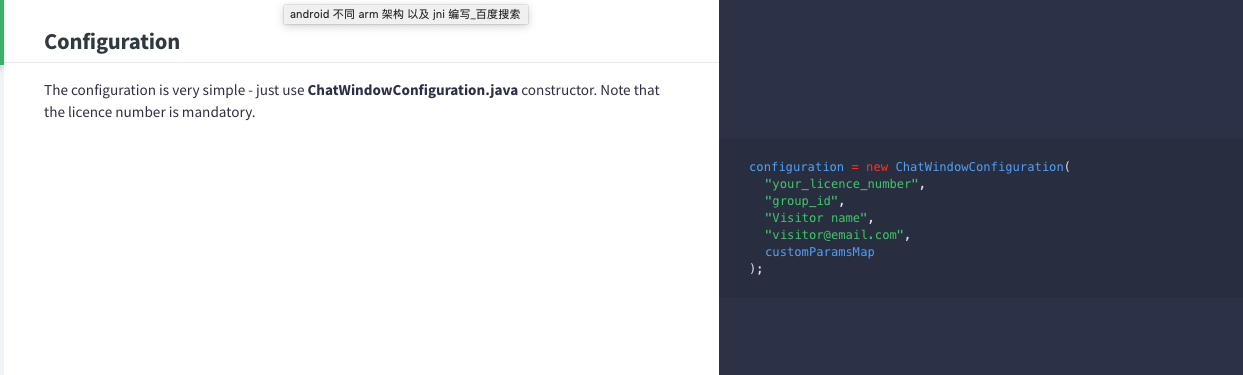 android 不同 arm 架构 以及 jni 编写_百度搜索
Configuration
The configuration is very simple - just use ChatWindowConfiguration.java constructor. Note that
the licence number is mandatory.
configuration = new ChatWindowConfiguration(
"your_licence_number",
"group_id",
"Visitor name",
"visitor@email.com",
customParamsMap
);